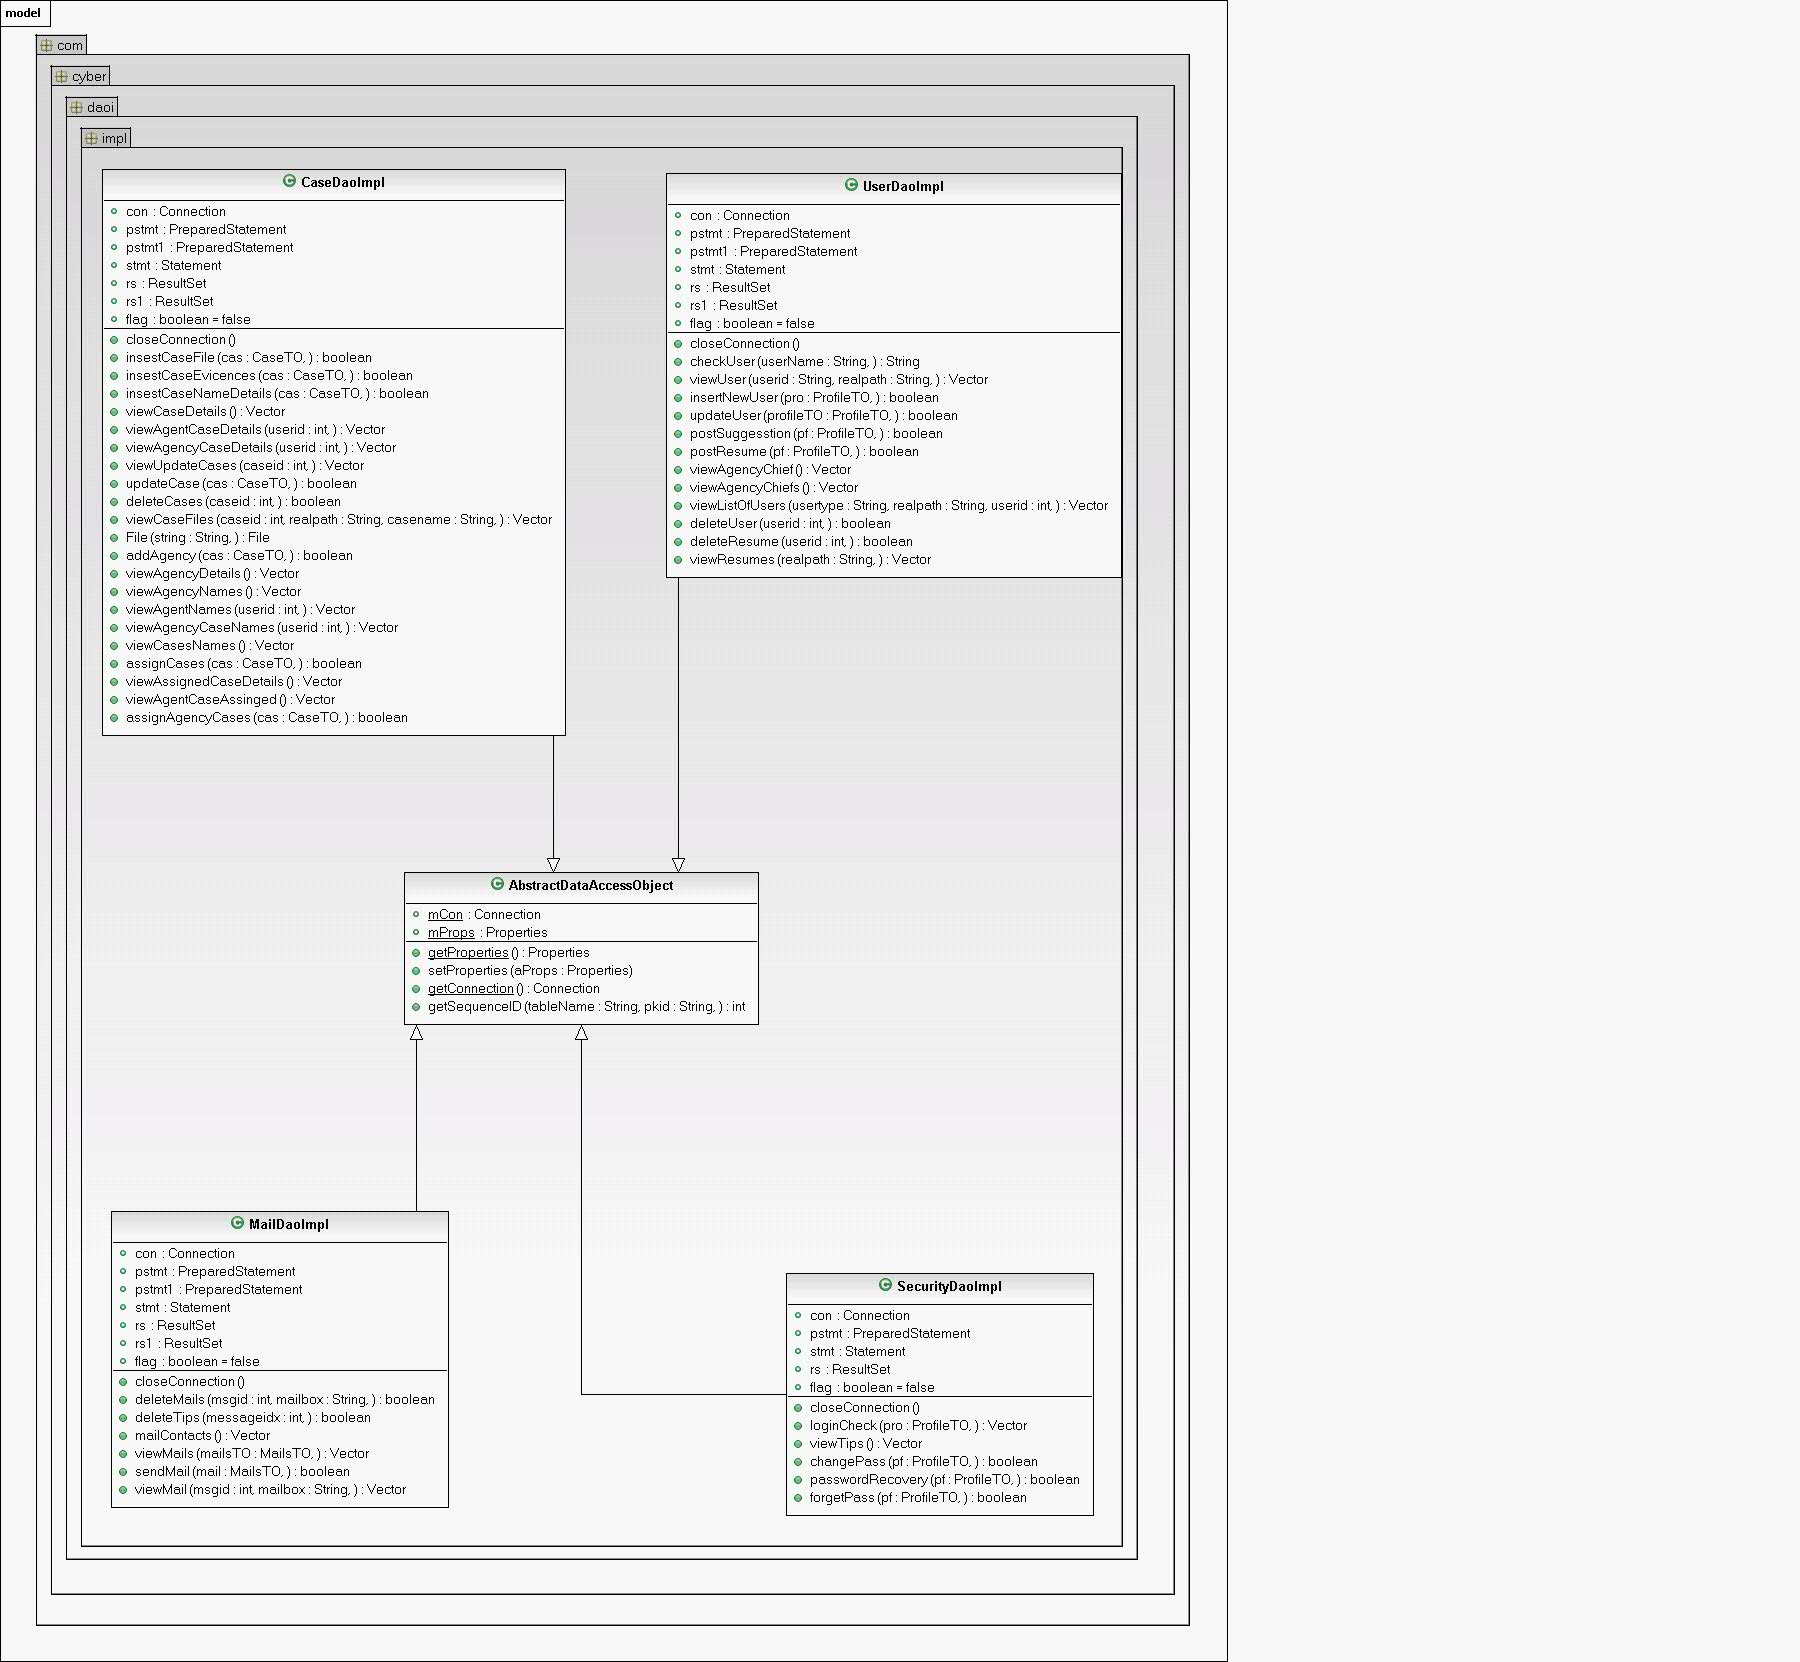 model
com
cyber
daoi
impl
CaseDaoImpl
con : Connection
pstmt : PreparedStatement
pstmt1 : PreparedStatement
stmt : Statement
rs : ResultSet
rs1 : ResultSet
flag : boolean = false
closeConnection ()
insestCaseFile (cas : CaseTO, ) : boolean
insestCaseEvicences (cas : CaseTO, ) : boolean
insestCaseNameDetails (cas : CaseTO, ) : boolean
viewCaseDetails () : Vector
viewAgentCaseDetails (userid : int, ) : Vector
viewAgencyCaseDetails (userid : int, ) : Vector
viewUpdateCases (caseid : int, ) : Vector
updateCase (cas : CaseTO, ) : boolean
deleteCases (caseid : int, ) : boolean
viewCaseFiles (caseid : int, realpath : String, casename : String, ) : Vector
File (string : String, ) : File
addAgency (cas : CaseTO, ) : boolean
viewAgencyDetails () : Vector
viewAgencyNames () : Vector
viewAgentNames (userid : int, ) : Vector
viewAgencyCaseNames (userid : int, ) : Vector
viewCasesNames () : Vector
assignCases (cas : CaseTO, ) : boolean
viewAssignedCaseDetails () : Vector
viewAgentCaseAssinged () : Vector
assignAgencyCases (cas : CaseTO, ) : boolean
UserDaoImpl
con : Connection
pstmt : PreparedStatement
pstmt1 : PreparedStatement
stmt : Statement
rs : ResultSet
rs1 : ResultSet
flag : boolean = false
closeConnection ()
checkUser (userName : String, ) : String
viewUser (userid : String, realpath : String, ) : Vector
insertNewUser (pro : ProfileTO, ) : boolean
updateUser (profileTO : ProfileTO, ) : boolean
postSuggesstion (pf : ProfileTO, ) : boolean
postResume (pf : ProfileTO, ) : boolean
viewAgencyChief () : Vector
viewAgencyChiefs () : Vector
viewListOfUsers (usertype : String, realpath : String, userid : int, ) : Vector
deleteUser (userid : int, ) : boolean
deleteResume (userid : int, ) : boolean
viewResumes (realpath : String, ) : Vector
AbstractDataAccessObject
mCon : Connection
mProps : Properties
getProperties () : Properties
setProperties (aProps : Properties)
getConnection () : Connection
getSequenceID (tableName : String, pkid : String, ) : int
MailDaoImpl
con : Connection
pstmt : PreparedStatement
pstmt1 : PreparedStatement
stmt : Statement
rs : ResultSet
rs1 : ResultSet
flag : boolean = false
closeConnection ()
deleteMails (msgid : int, mailbox : String, ) : boolean
deleteTips (messageidx : int, ) : boolean
mailContacts () : Vector
viewMails (mailsTO : MailsTO, ) : Vector
sendMail (mail : MailsTO, ) : boolean
viewMail (msgid : int, mailbox : String, ) : Vector
SecurityDaoImpl
con : Connection
pstmt : PreparedStatement
stmt : Statement
rs : ResultSet
flag : boolean = false
closeConnection ()
loginCheck (pro : ProfileTO, ) : Vector
viewTips () : Vector
changePass (pf : ProfileTO, ) : boolean
passwordRecovery (pf : ProfileTO, ) : boolean
forgetPass (pf : ProfileTO, ) : boolean